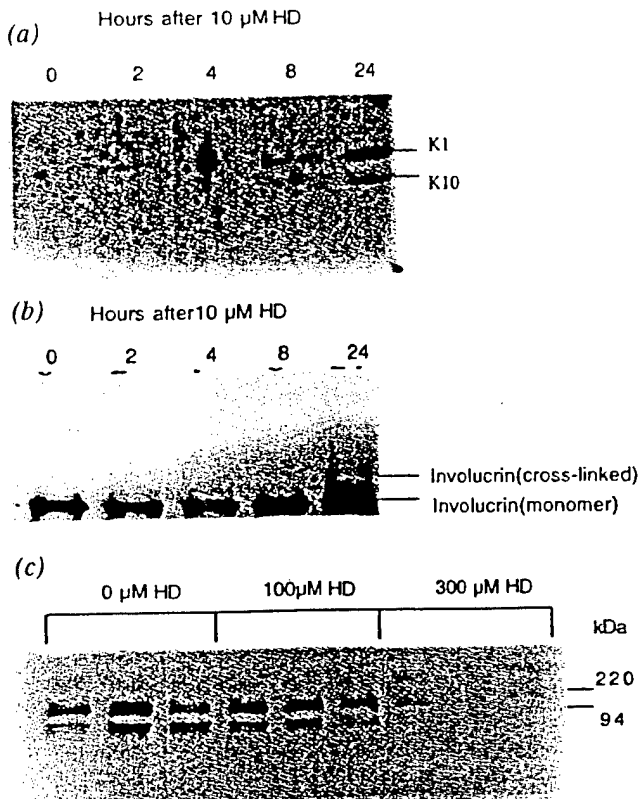 (a)
Hours after 10 µM HD
0 2 4 8 24
K1
K10
(b)
Hours after10 µM HD
0 2 4 8 24
Involucrin(cross-linked)
Involucrin(monomer)
(c)
0 µM HD 100µM HD 300 µM HD
kDa
220
94